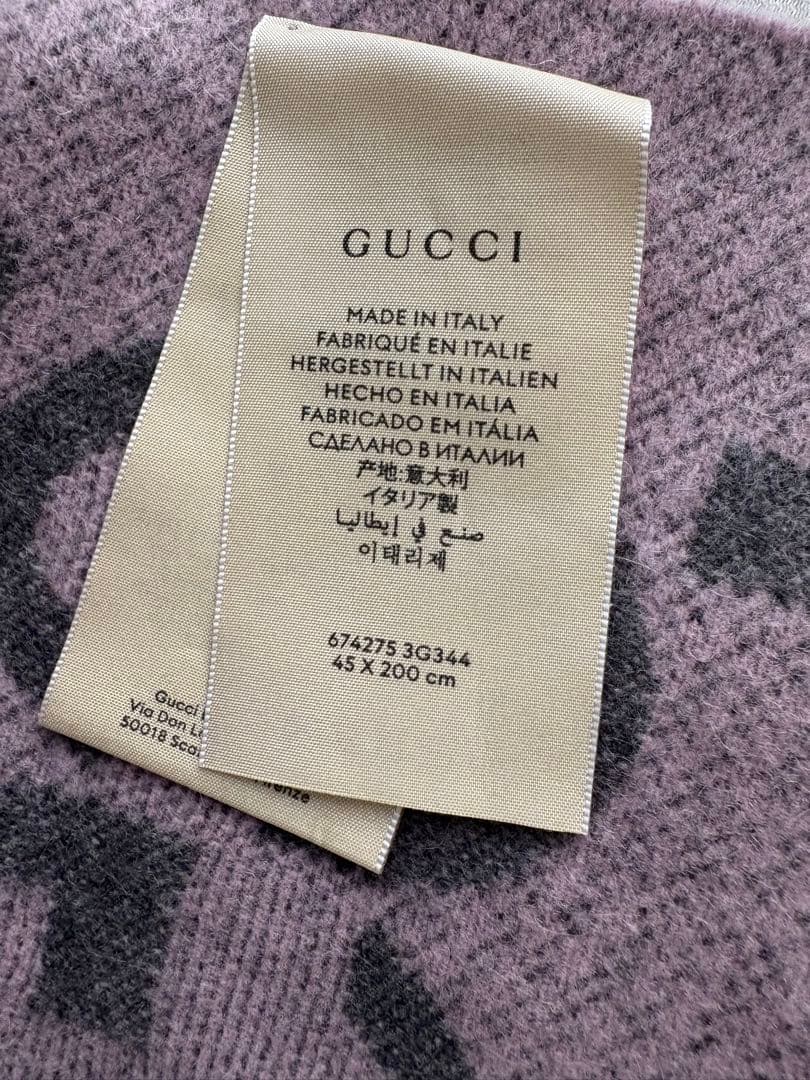 GUCCI
MADE IN ITALY
FABRIQUÉ EN ITALIE
HERGESTELLT IN ITALIEN
HECHO EN ITALIA
FABRICADO EM ITÁLIA
СДЕЛАНО В ИТАЛИИ
产地:意大利
イタリア製
صنع في إيطاليا
이태리제
674275 3G344
45 X 200 cm
Gucci
Via Don
50018